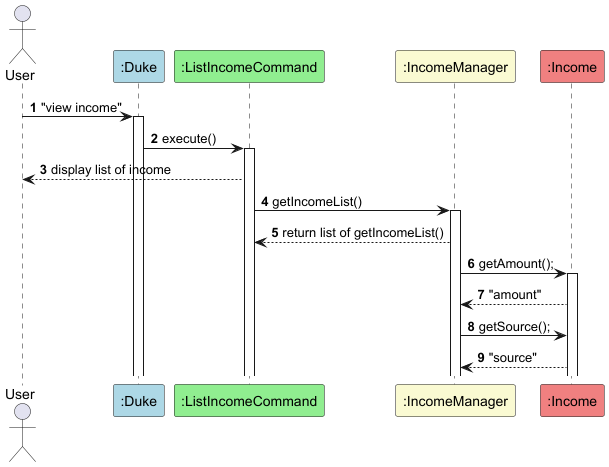 User
:Duke
:ListIncomeCommand
:IncomeManager
:Income
1 "view income"
2 execute()
3 display list of income
4 getIncomeList()
5 return list of getIncomeList()
6 getAmount();
7 "amount"
8 getSource();
9 "source"
User
:Duke
:ListIncomeCommand
:IncomeManager
:Income